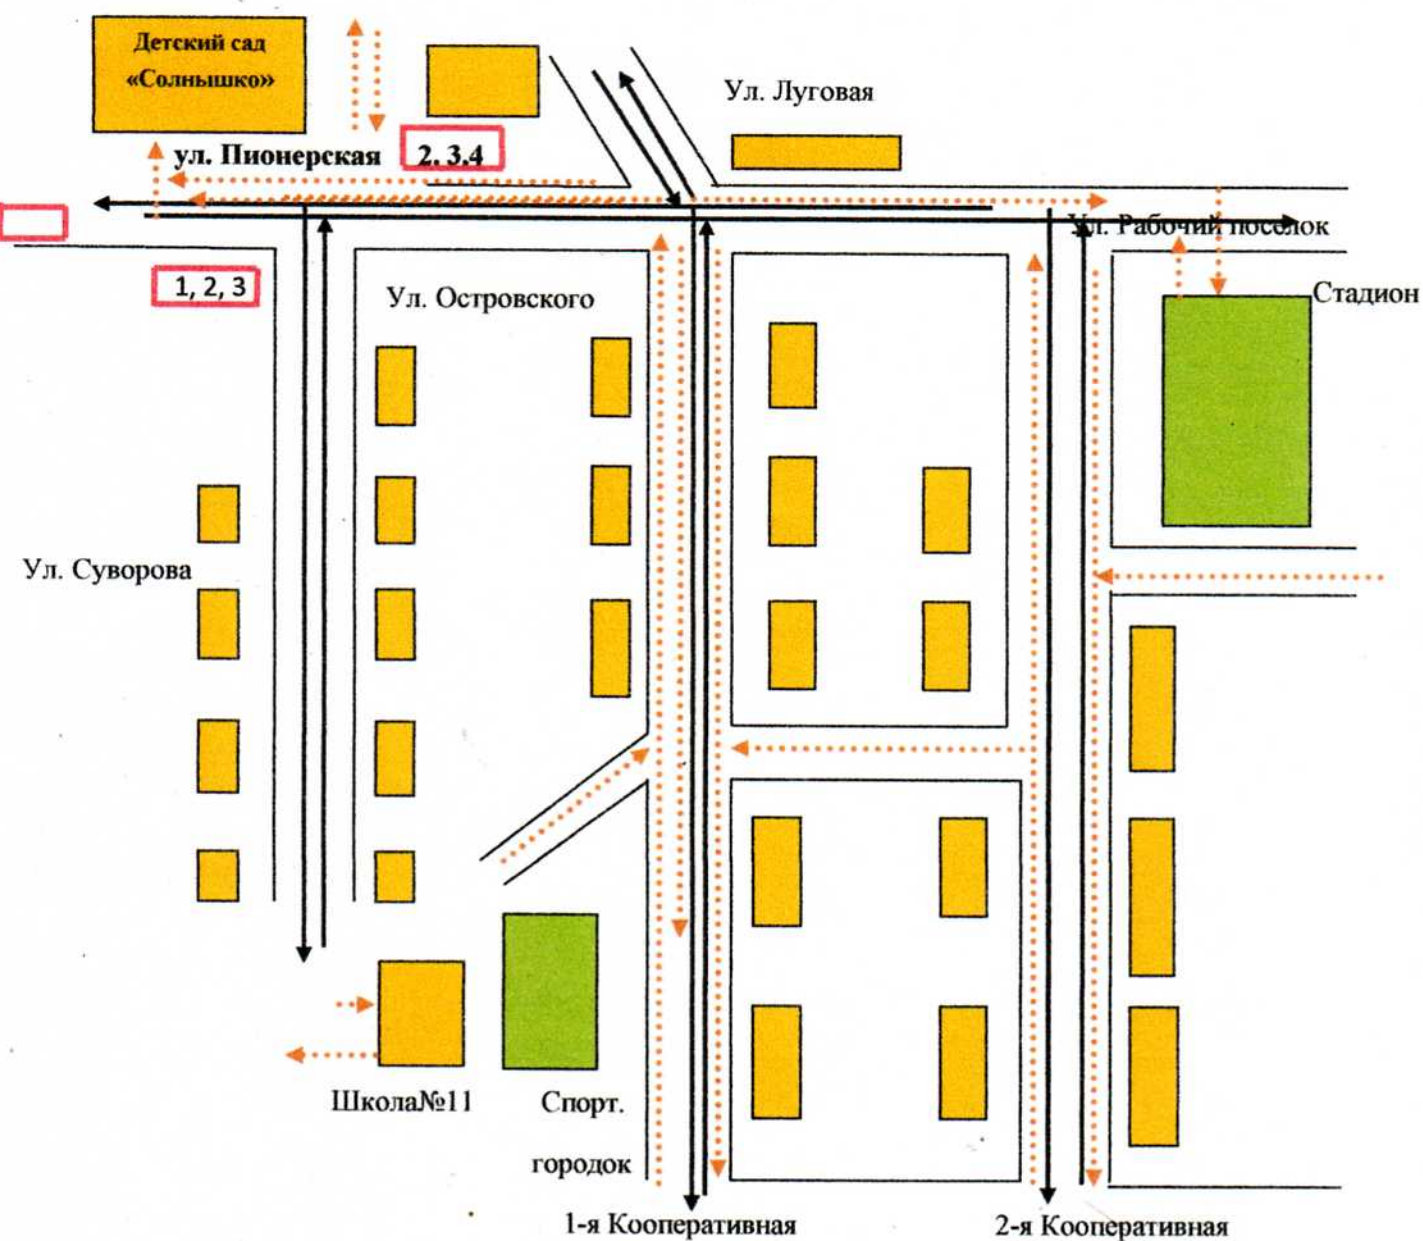 Детский сад
«Солнышко»
Ул. Луговая
ул. Пионерская
2. 3.4
Ул. Рабочий поселок
1, 2, 3
Ул. Островского
Стадион
Ул. Суворова
Школа№11
Спорт.
городок
1-я Кооперативная
2-я Кооперативная